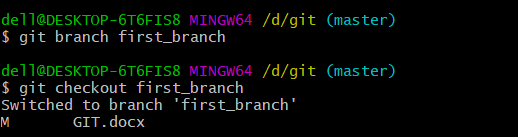 dell@DESKTOP-6T6FIS8 MINGW64 /d/git (master)
$ git branch first_branch
dell@DESKTOP-6T6FIS8 MINGW64 /d/git (master)
$ git checkout first_branch
Switched to branch 'first_branch'
M       GIT.docx